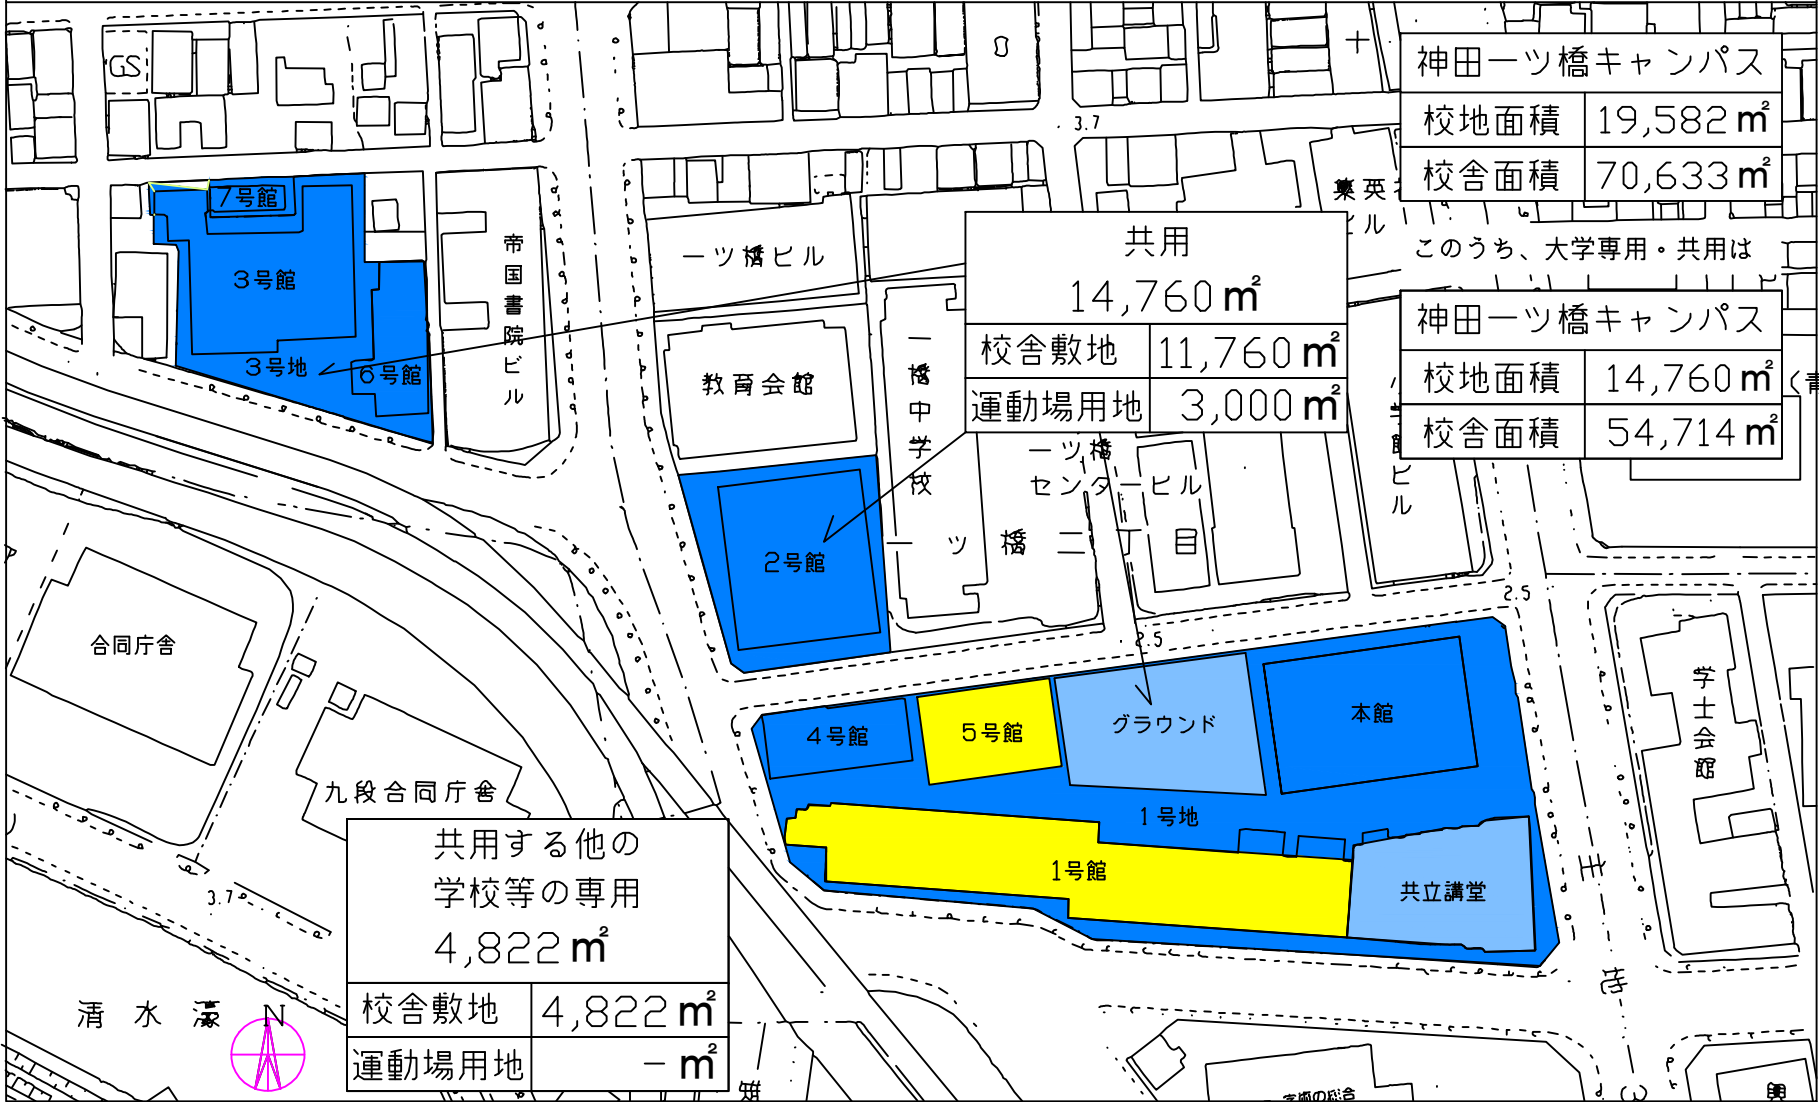 GS
3.7
神田一ツ橋キャンパス
校地面積 19,582㎡
校舎面積 70,633㎡
このうち、大学専用・共用は
神田一ツ橋キャンパス
校地面積 14,760㎡
校舎面積 54,714㎡
共用
14,760㎡
校舎敷地 11,760㎡
運動場用地 3,000㎡
7号館
3号館
3号地
6号館
帝国書院ビル
一ツ橋ビル
教育会館
一橋中学校
一ツ橋
センタービル
一ツ橋二丁目
2号館
2.5
2.5
合同庁舎
九段合同庁舎
4号館
5号館
グラウンド
本館
1号地
1号館
共立講堂
学士会館
共用する他の
学校等の専用
4,822㎡
校舎敷地 4,822㎡
運動場用地 -㎡
3.7
清水濠
N